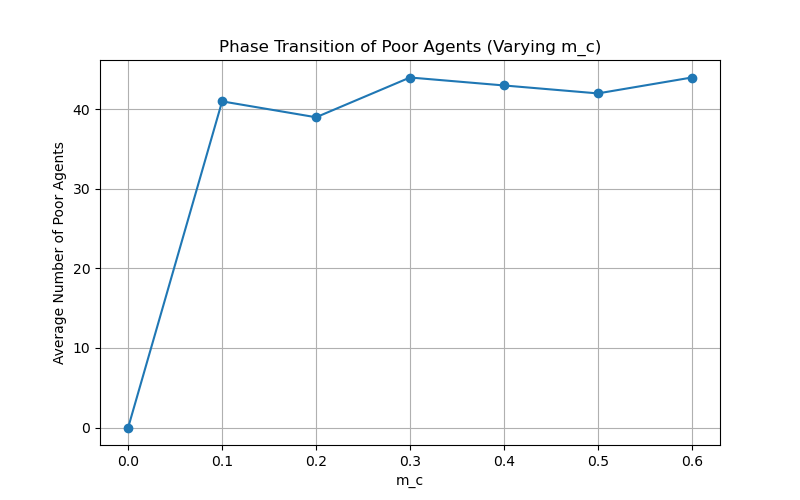 Phase Transition of Poor Agents (Varying m_c)
Average Number of Poor Agents
40
30
20
10
0
0.0 0.1 0.2 0.3 0.4 0.5 0.6
m_c